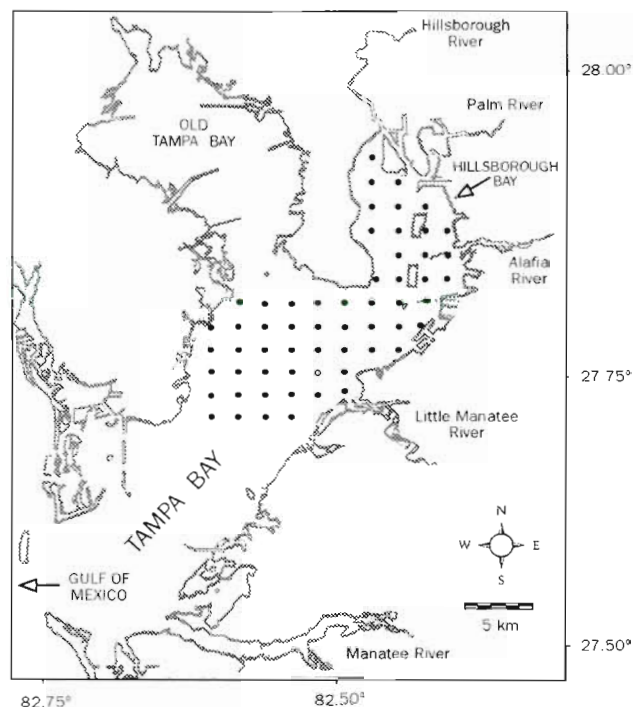 Hillsborough
River
28.00°
Palm River
OLD
TAMPA BAY
HILLSBOROUGH
BAY
Alafia
River
27.75°
Little Manatee
River
TAMPA BAY
N
W
E
S
GULF OF
MEXICO
5 km
Manatee River
27.50°
82.75°
82.50°